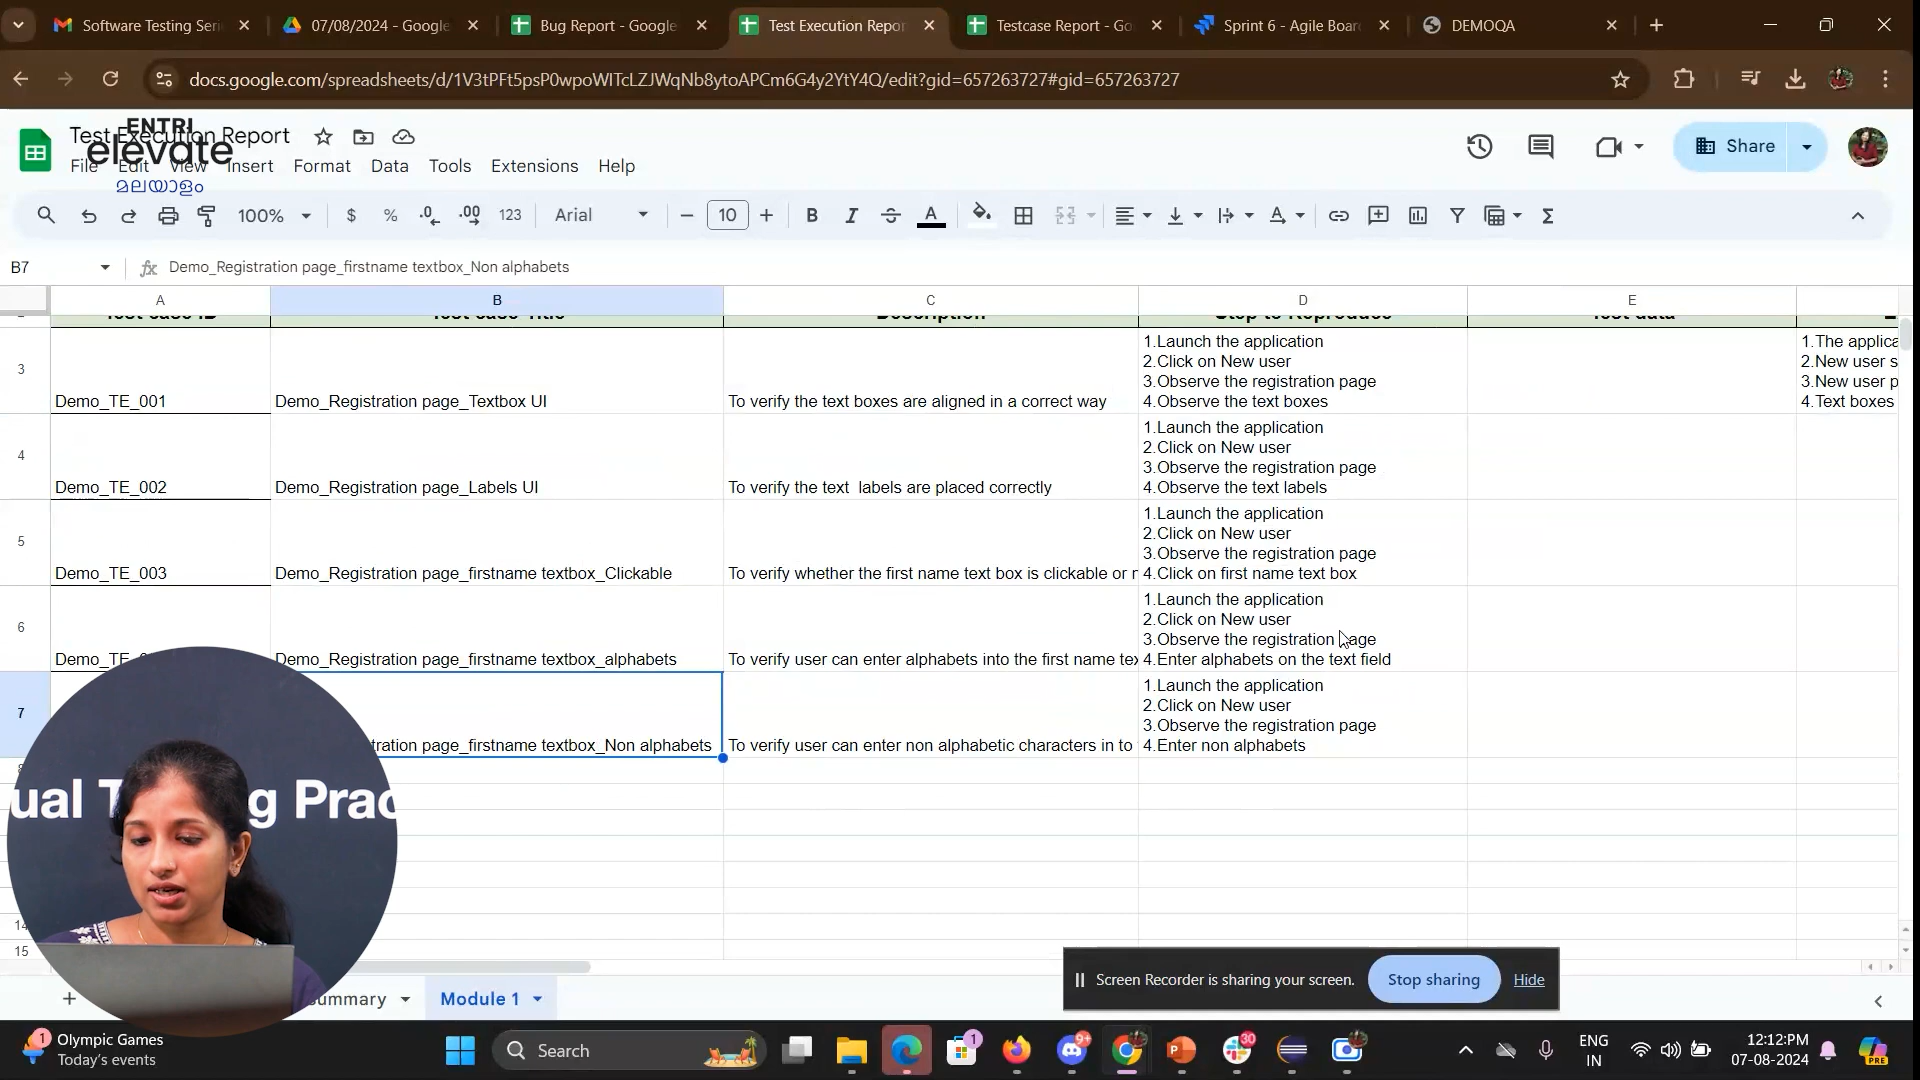 Software Testing Seri
07/08/2024 - Google
Bug Report - Google
Test Execution Repor
Testcase Report - Go
Sprint 6 - Agile Boar
DEMOQA
docs.google.com/spreadsheets/d/1V3tPFt5psP0wpoWITcLZJWqNb8ytoAPCm6G4y2YtY4Q/edit?gid=657263727#gid=657263727
Test Execution Report
ENTRI
elevate
മലയാളം
File Edit View Insert Format Data Tools Extensions Help
Share
100% $ % .0 .00 123 Arial 10 B I S A
B7 fx Demo_Registration page_firstname textbox_Non alphabets
A B C D E
3 Demo_TE_001 Demo_Registration page_Textbox UI To verify the text boxes are aligned in a correct way
1.Launch the application
2.Click on New user
3.Observe the registration page
4.Observe the text boxes
1.The applica
2.New user s
3.New user p
4.Text boxes
4 Demo_TE_002 Demo_Registration page_Labels UI To verify the text  labels are placed correctly
1.Launch the application
2.Click on New user
3.Observe the registration page
4.Observe the text labels
5 Demo_TE_003 Demo_Registration page_firstname textbox_Clickable To verify whether the first name text box is clickable or n
1.Launch the application
2.Click on New user
3.Observe the registration page
4.Click on first name text box
6 Demo_TE_ Demo_Registration page_firstname textbox_alphabets To verify user can enter alphabets into the first name tex
1.Launch the application
2.Click on New user
3.Observe the registration page
4.Enter alphabets on the text field
7 tration page_firstname textbox_Non alphabets To verify user can enter non alphabetic characters in to
1.Launch the application
2.Click on New user
3.Observe the registration page
4.Enter non alphabets
14
15
ual T g Prac
Screen Recorder is sharing your screen. Stop sharing Hide
ummary Module 1
Olympic Games
Today's events
Search
1
1
9+
30
ENG
IN
12:12:PM
07-08-2024
PRE